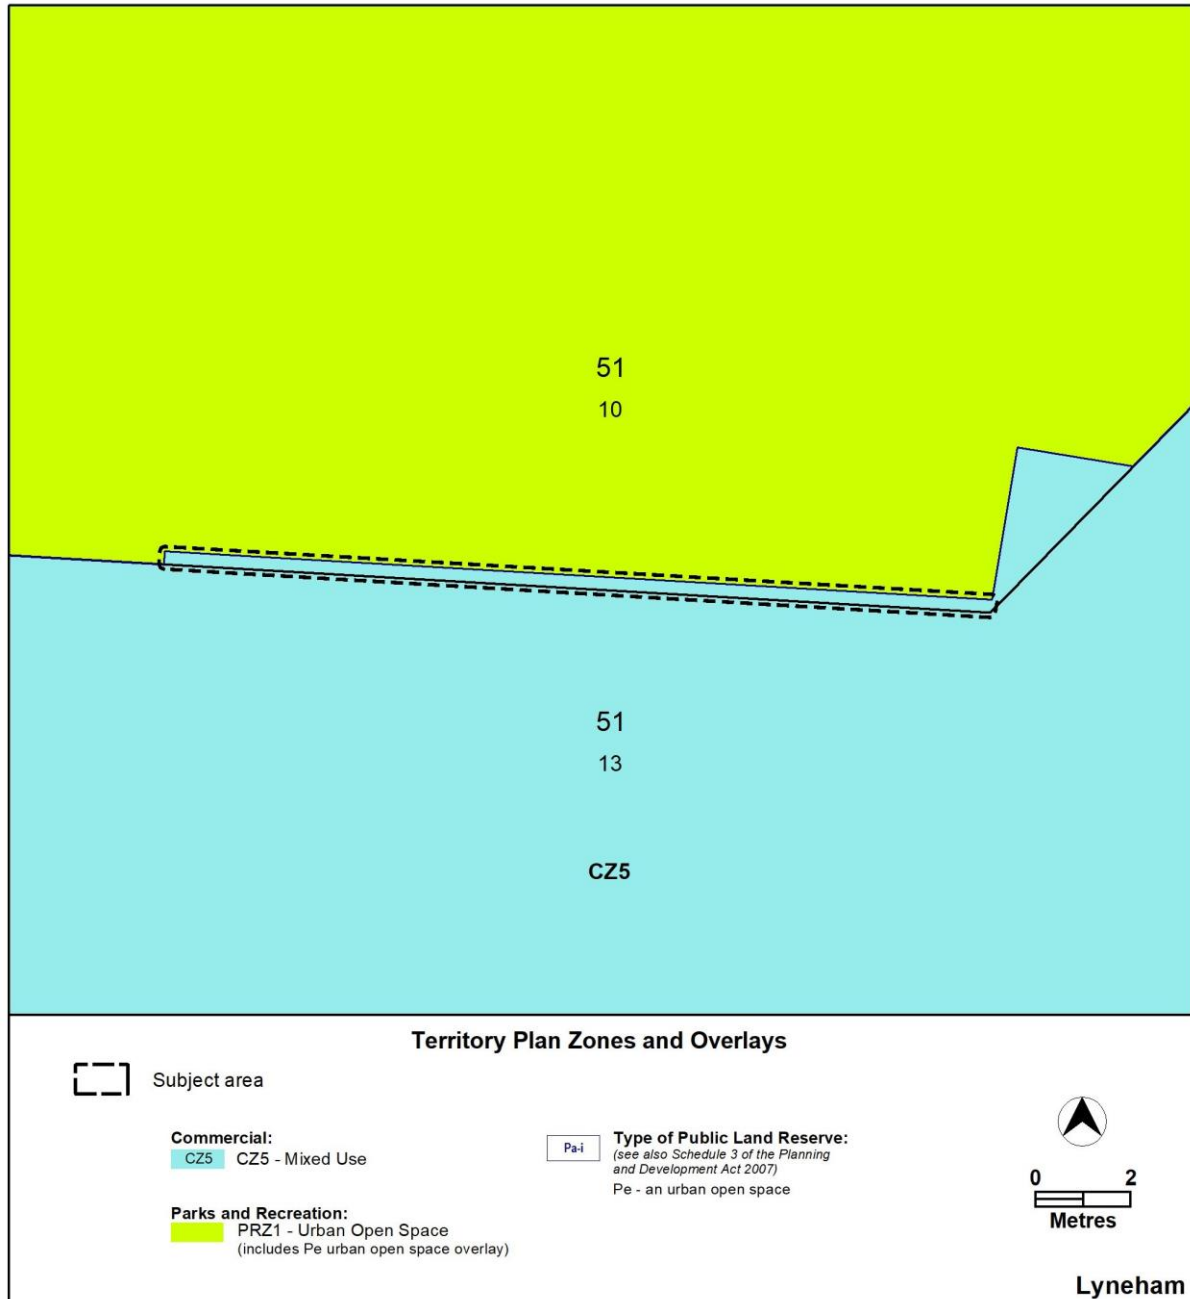 51
10
51
13
CZ5
Territory Plan Zones and Overlays
Subject area
Commercial:
CZ5 CZ5 - Mixed Use
Parks and Recreation:
PRZ1 - Urban Open Space
(includes Pe urban open space overlay)
Pa-i
Type of Public Land Reserve:
(see also Schedule 3 of the Planning
and Development Act 2007)
Pe - an urban open space
0 2
Metres
Lyneham